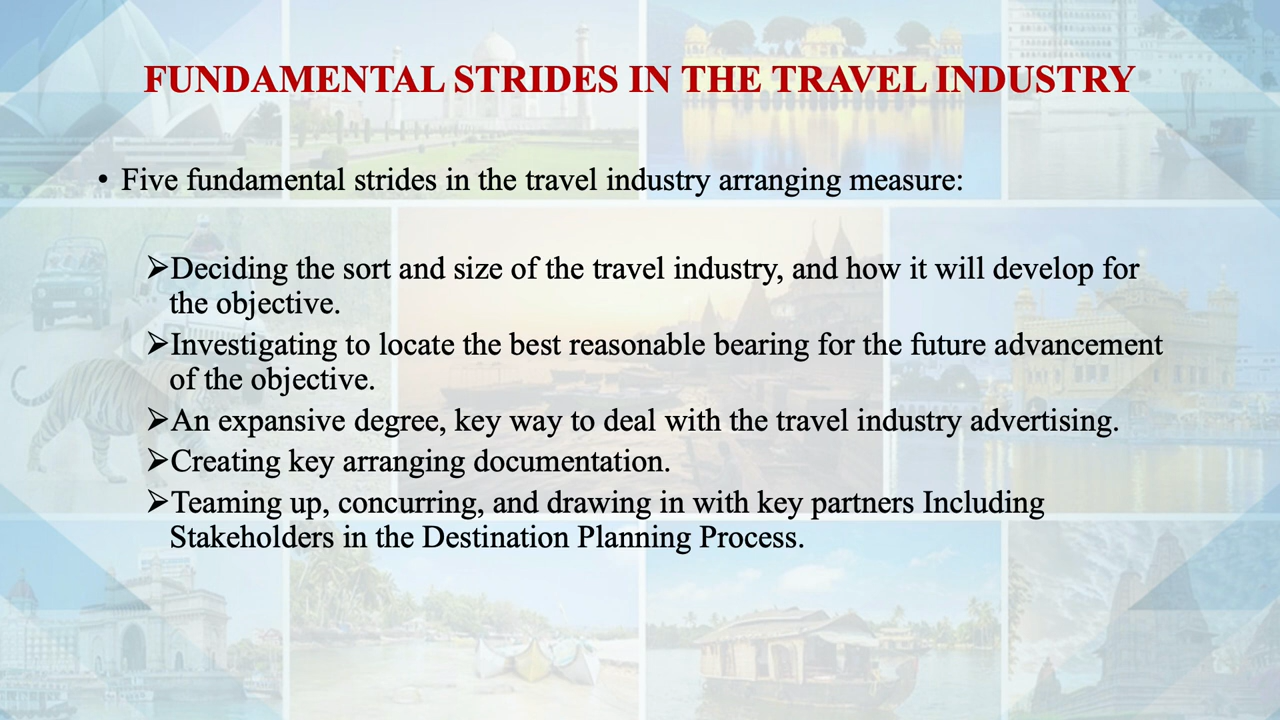 FUNDAMENTAL STRIDES IN THE TRAVEL INDUSTRY
• Five fundamental strides in the travel industry arranging measure:
➢Deciding the sort and size of the travel industry, and how it will develop for
the objective.
➢Investigating to locate the best reasonable bearing for the future advancement
of the objective.
➢An expansive degree, key way to deal with the travel industry advertising.
➢Creating key arranging documentation.
➢Teaming up, concurring, and drawing in with key partners Including
Stakeholders in the Destination Planning Process.